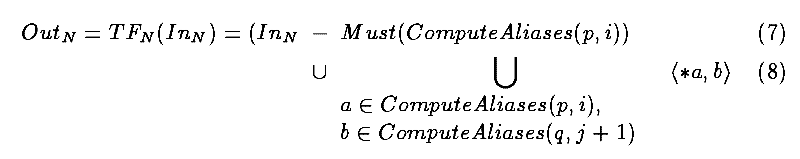 Out_N = TF_N(In_N) = (In_N − Must(ComputeAliases(p, i)) (7)
∪ ⋃ ⟨*a, b⟩ (8)
a ∈ ComputeAliases(p, i),
b ∈ ComputeAliases(q, j + 1)